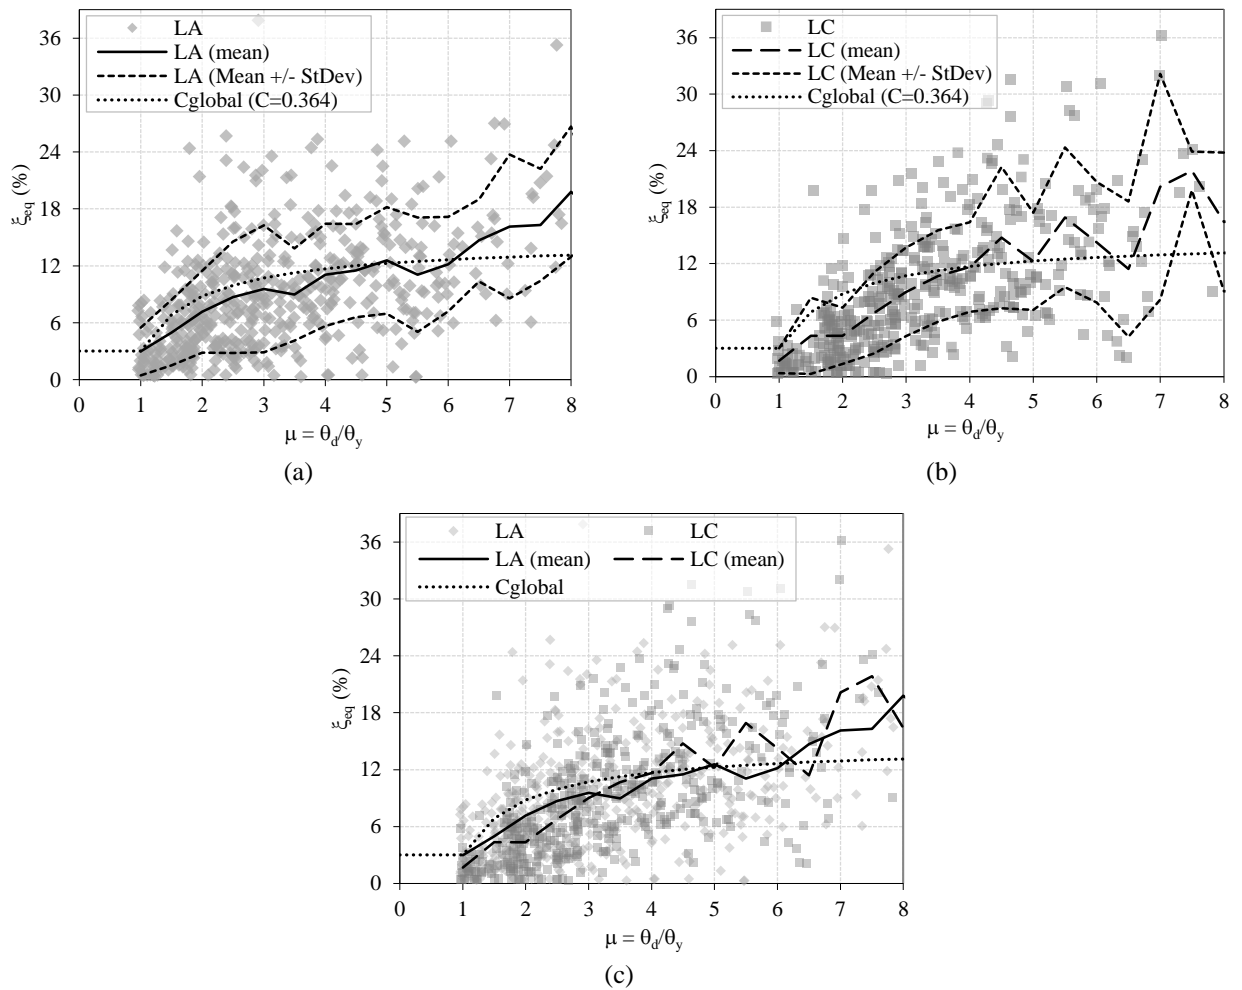 LA
LA (mean)
LA (Mean +/- StDev)
Cglobal (C=0.364)
36
30
24
18
12
6
0
ξeq (%)
0 1 2 3 4 5 6 7 8
μ = θd/θy
(a)
LC
LC (mean)
LC (Mean +/- StDev)
Cglobal (C=0.364)
36
30
24
18
12
6
0
ξeq (%)
0 1 2 3 4 5 6 7 8
μ = θd/θy
(b)
LA LC
LA (mean) LC (mean)
Cglobal
36
30
24
18
12
6
0
ξeq (%)
0 1 2 3 4 5 6 7 8
μ = θd/θy
(c)